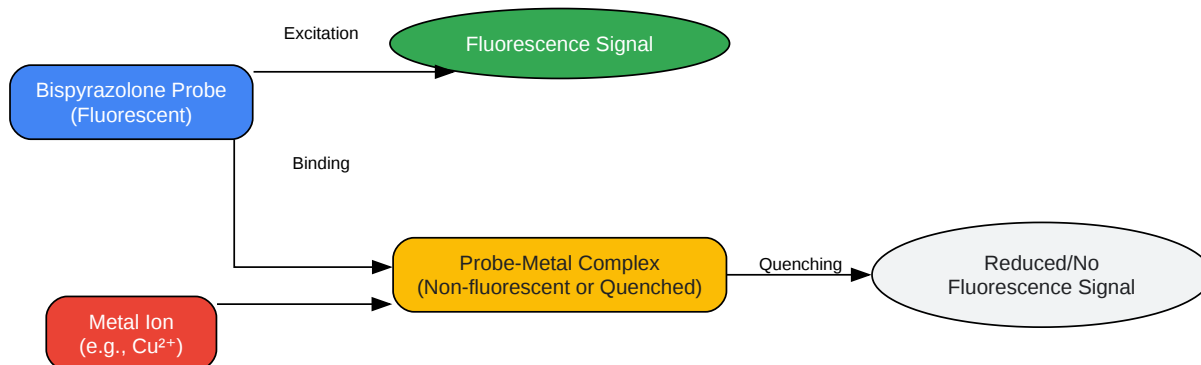 Excitation
Fluorescence Signal
Bispyrazolone Probe
(Fluorescent)
Binding
Probe-Metal Complex
(Non-fluorescent or Quenched)
Quenching
Reduced/No
Fluorescence Signal
Metal Ion
(e.g., Cu²⁺)